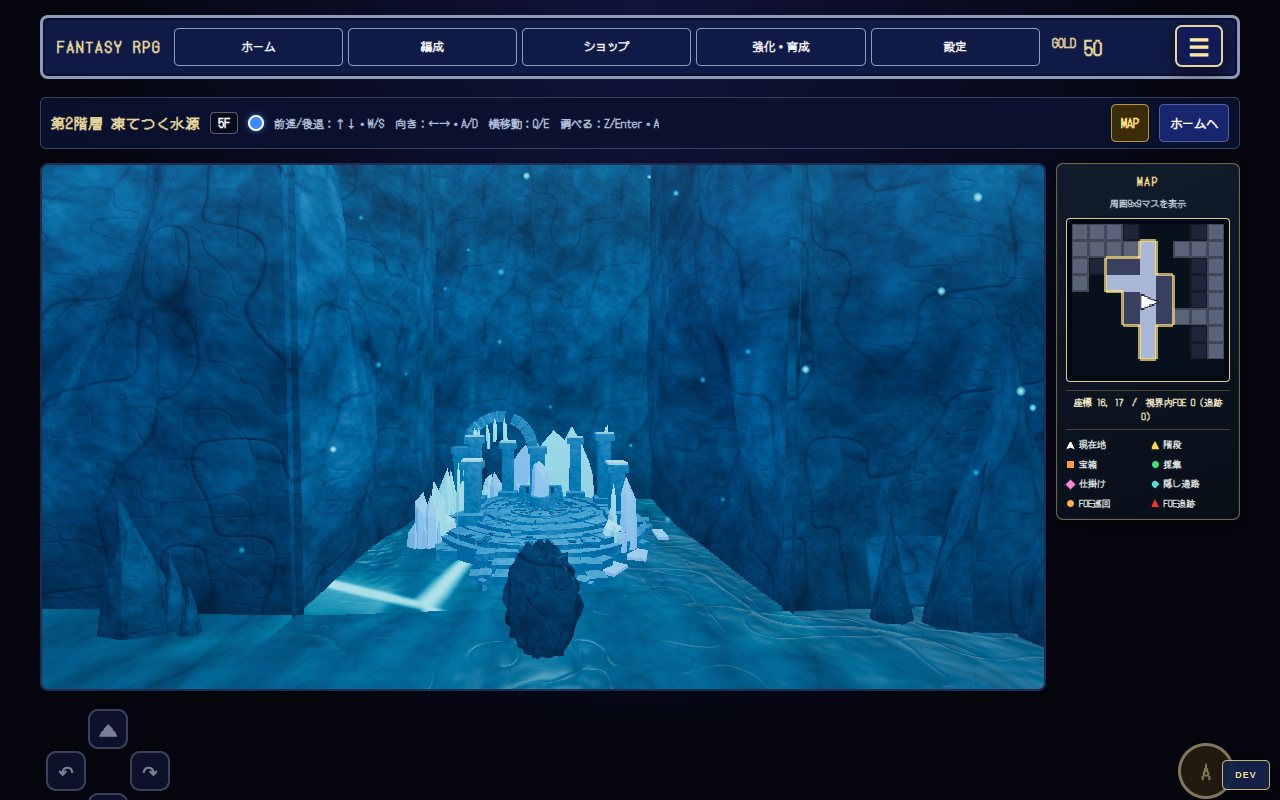 FANTASY RPG ホーム 編成 ショップ 強化・育成 設定 GOLD 50
第2階層 凍てつく水源 5F 前進/後退：↑↓・W/S 向き：←→・A/D 横移動：Q/E 調べる：Z/Enter・A MAP ホームへ
MAP
周囲9x9マスを表示
座標 16, 17 / 視界内FOE 0（追跡
0）
現在地 階段
宝箱 採集
仕掛け 隠し通路
FOE巡回 FOE追跡
A DEV